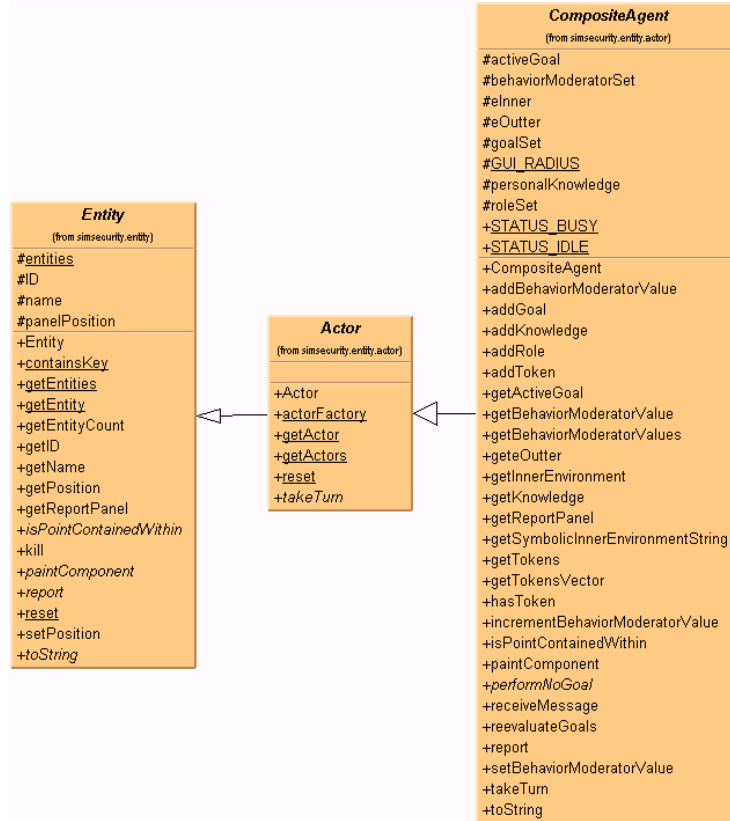 Entity
(from simsecurity.entity)
#entities
#ID
#name
#panelPosition
+Entity
+containsKey
+getEntities
+getEntity
+getEntityCount
+getID
+getName
+getPosition
+getReportPanel
+isPointContainedWithin
+kill
+paintComponent
+report
+reset
+setPosition
+toString
Actor
(from simsecurity.entity.actor)
+Actor
+actorFactory
+getActor
+getActors
+reset
+takeTurn
CompositeAgent
(from simsecurity.entity.actor)
#activeGoal
#behaviorModeratorSet
#eInner
#eOutter
#goalSet
#GUI_RADIUS
#personalKnowledge
#roleSet
+STATUS_BUSY
+STATUS_IDLE
+CompositeAgent
+addBehaviorModeratorValue
+addGoal
+addKnowledge
+addRole
+addToken
+getActiveGoal
+getBehaviorModeratorValue
+getBehaviorModeratorValues
+geteOutter
+getInnerEnvironment
+getKnowledge
+getReportPanel
+getSymbolicInnerEnvironmentString
+getTokens
+getTokensVector
+hasToken
+incrementBehaviorModeratorValue
+isPointContainedWithin
+paintComponent
+performNoGoal
+receiveMessage
+reevaluateGoals
+report
+setBehaviorModeratorValue
+takeTurn
+toString